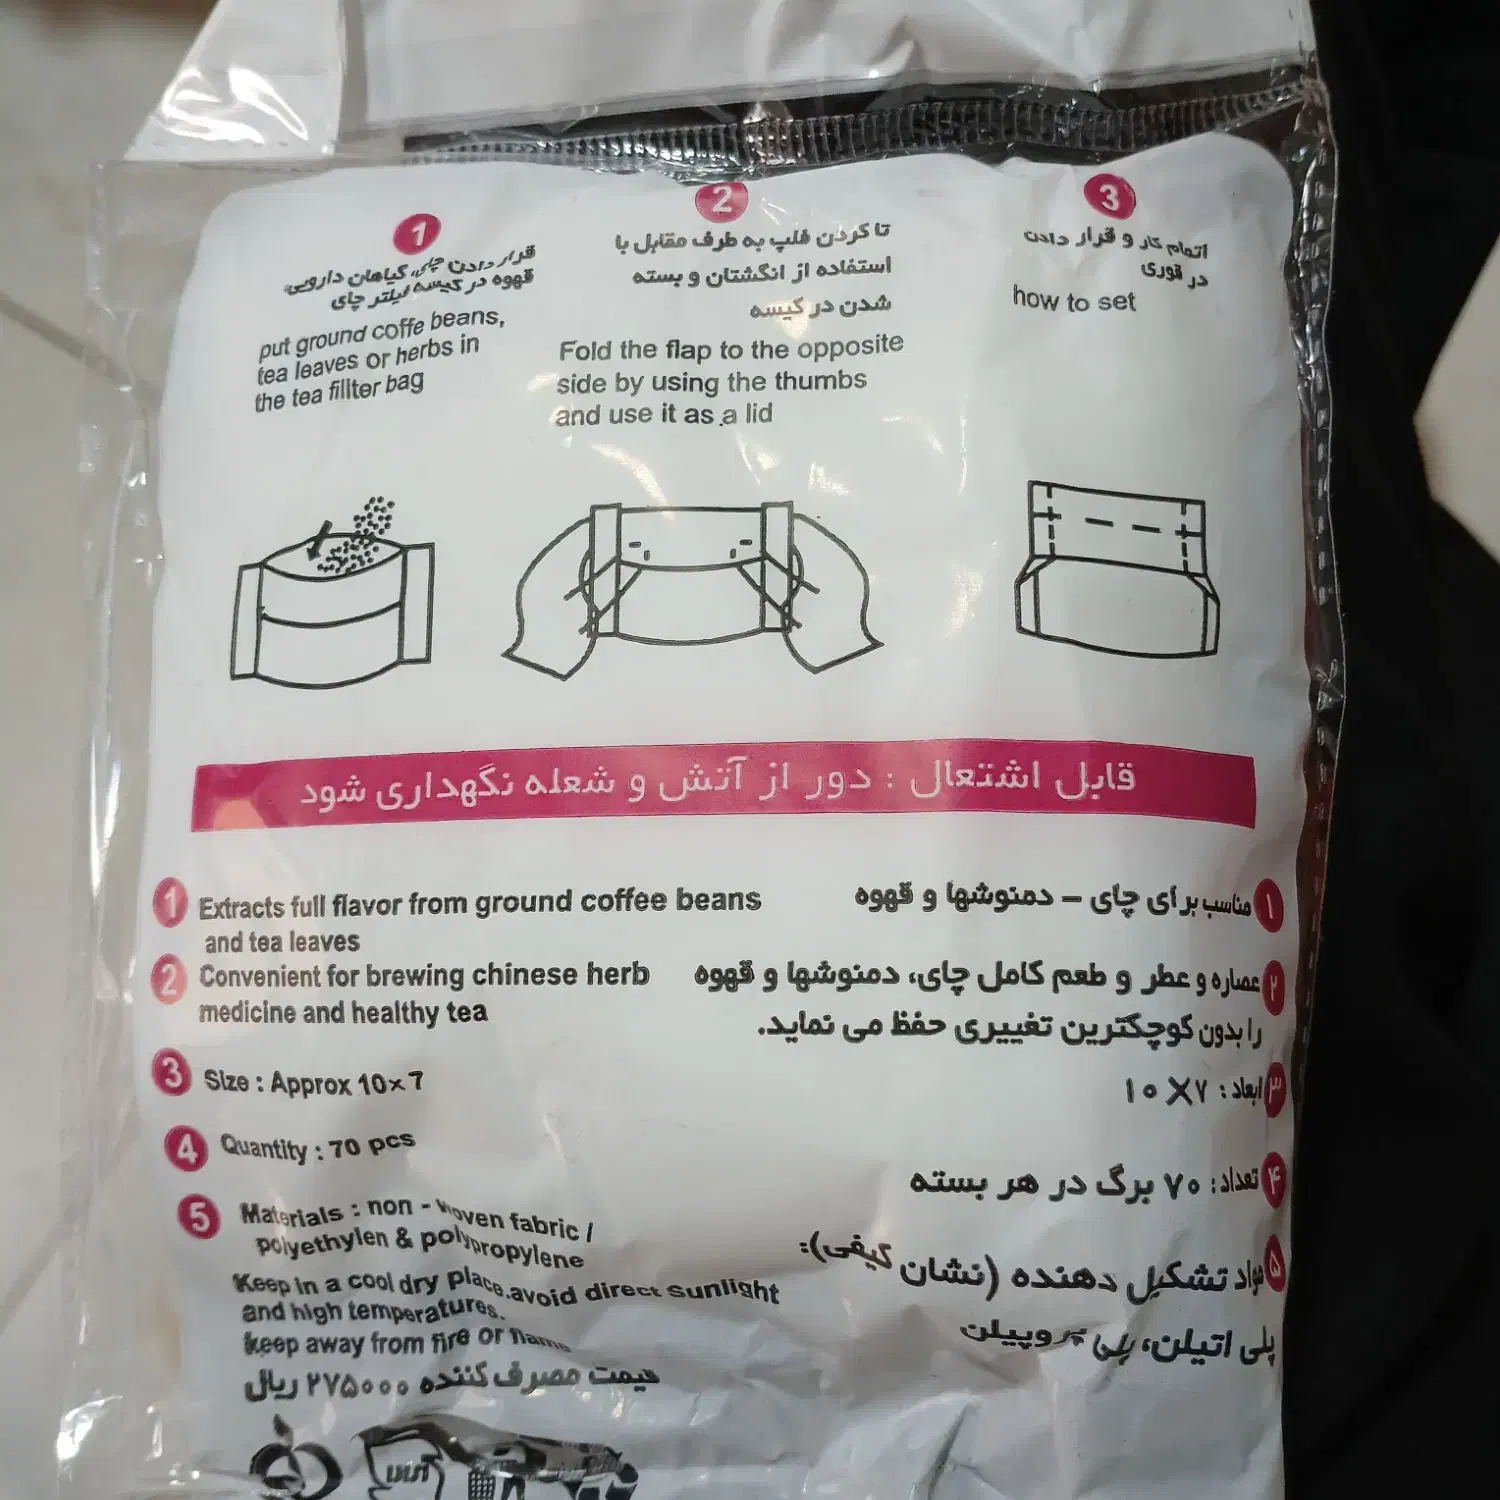 1
قرار دادن چای، گیاهان دارویی،
قهوه در کیسه فیلتر چای
put ground coffe beans,
tea leaves or herbs in
the tea fillter bag
2
تا کردن فلپ به طرف مقابل با
استفاده از انگشتان و بسته
شدن در کیسه
Fold the flap to the opposite
side by using the thumbs
and use it as a lid
3
اتمام کار و قرار دادن
در قوری
how to set
قابل اشتعال : دور از آتش و شعله نگهداری شود
1 Extracts full flavor from ground coffee beans
and tea leaves
2 Convenient for brewing chinese herb
medicine and healthy tea
3 Size : Approx 10×7
4 Quantity : 70 pcs
5 Materials : non - woven fabric /
polyethylen & polypropylene
Keep in a cool dry place.avoid direct sunlight
and high temperatures.
keep away from fire or flame
قیمت مصرف کننده ۲۷۵۰۰۰ ریال
۱ مناسب برای چای – دمنوشها و قهوه
۲ عصاره و عطر و طعم کامل چای، دمنوشها و قهوه
را بدون کوچکترین تغییری حفظ می نماید.
۳ ابعاد: ۷X۱۰
۴ تعداد: ۷۰ برگ در هر بسته
۵ مواد تشکیل دهنده (نشان کیفی):
پلی اتیلن، پلی پروپیلن